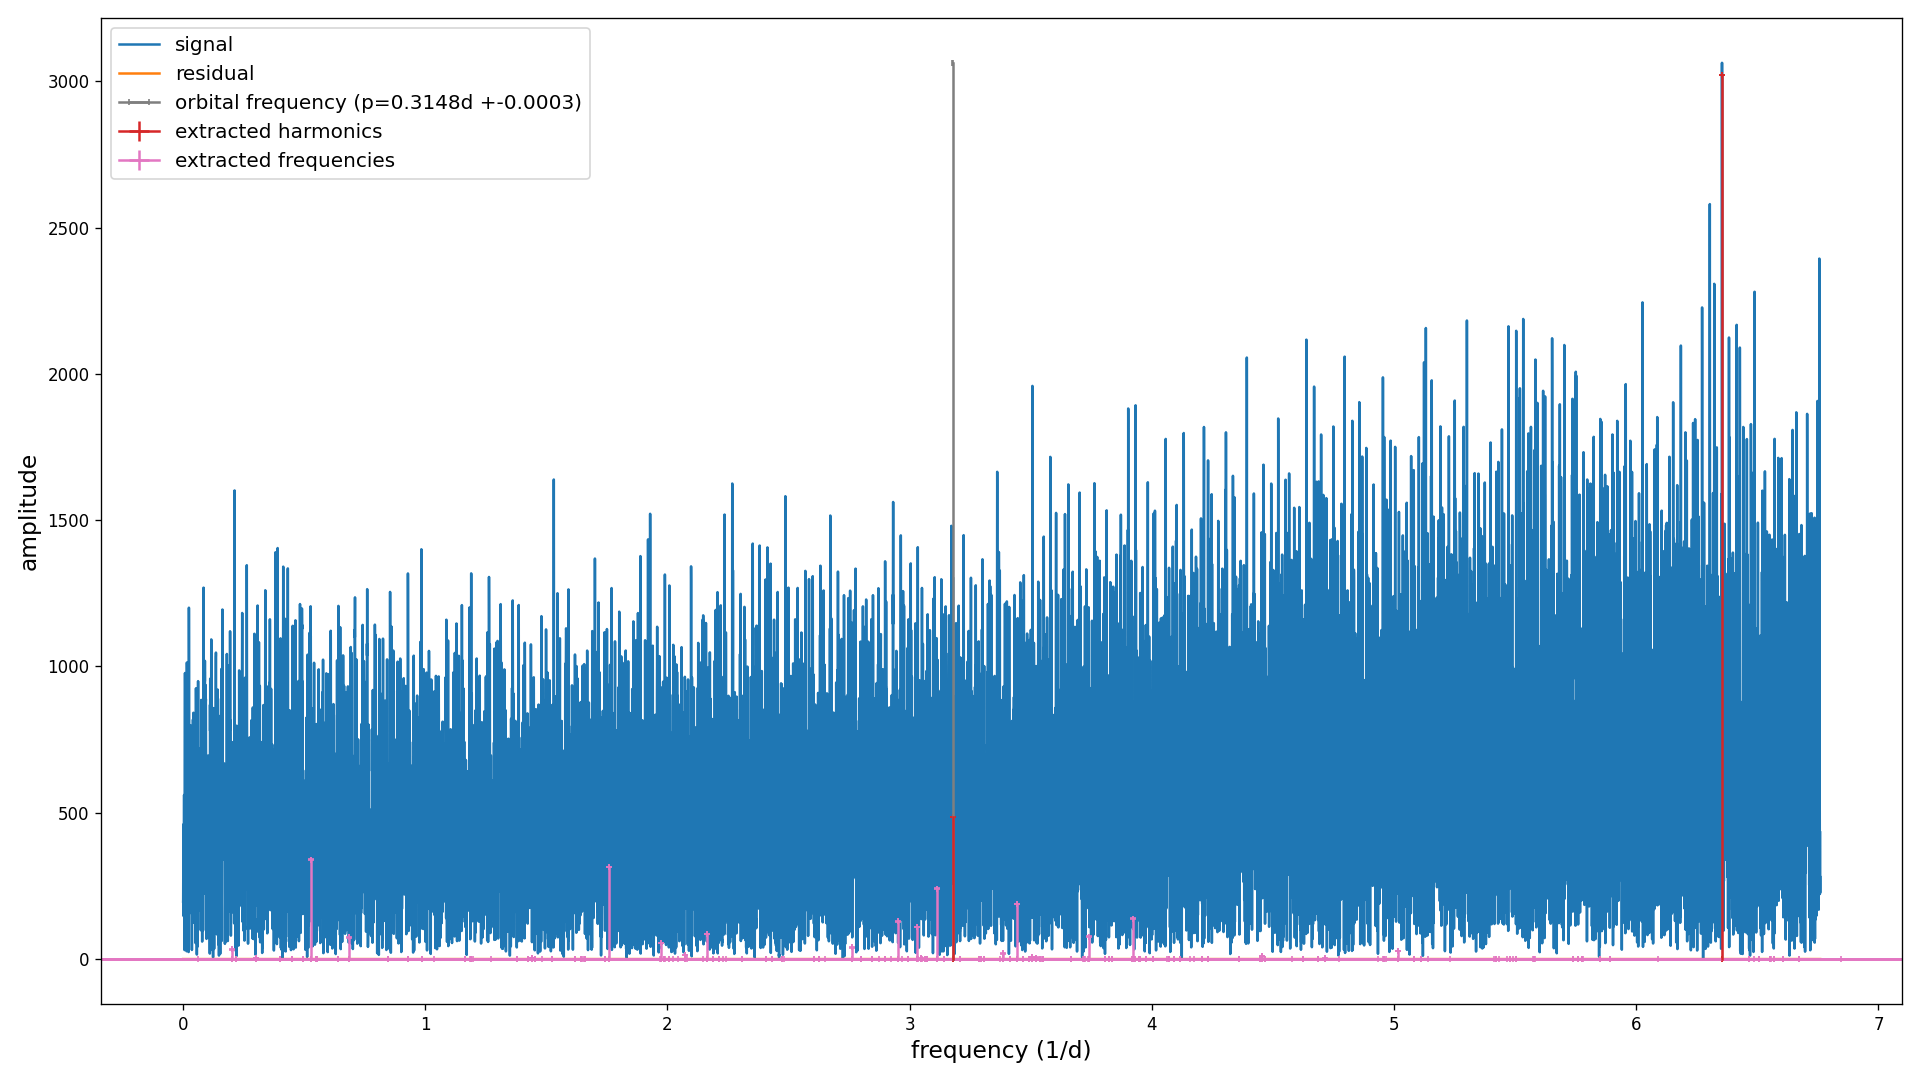 signal
residual
orbital frequency (p=0.3148d +-0.0003)
extracted harmonics
extracted frequencies
amplitude
3000
2500
2000
1500
1000
500
0
0 1 2 3 4 5 6 7
frequency (1/d)